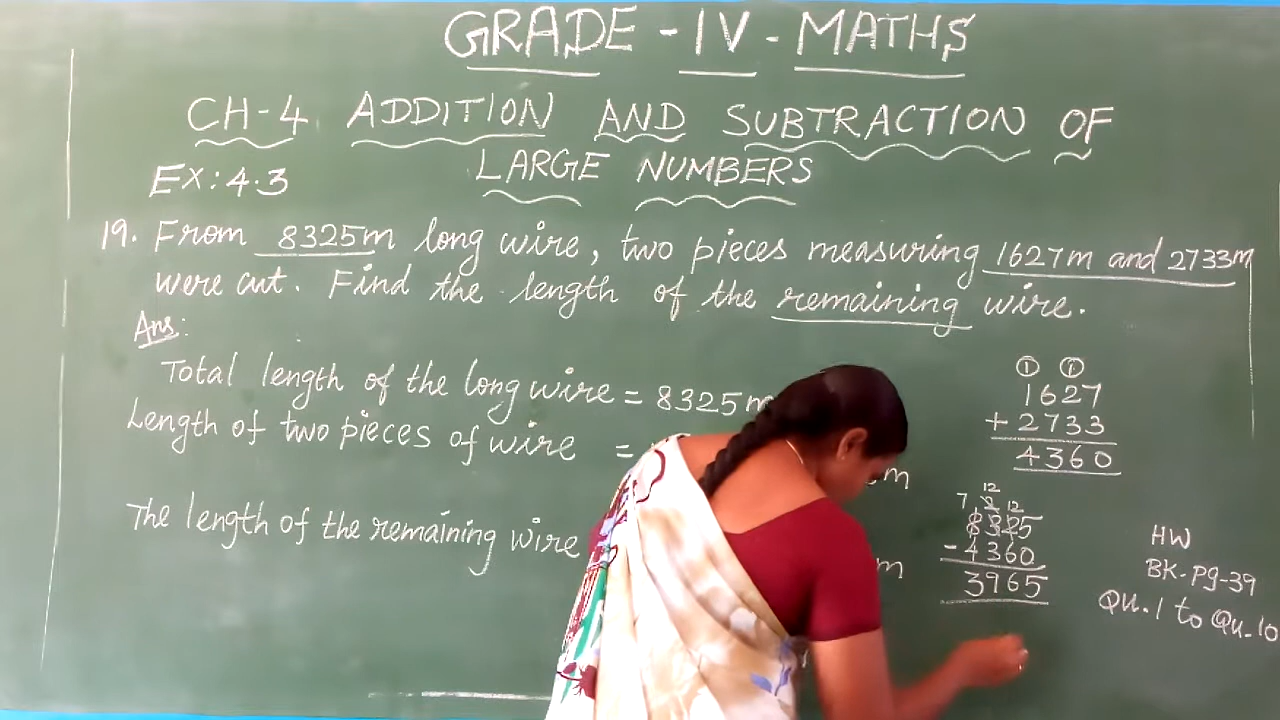 GRADE - IV - MATHS
CH-4 ADDITION AND SUBTRACTION OF
LARGE NUMBERS
EX: 4.3
19. From 8325m long wire, two pieces measuring 1627m and 2733m
were cut. Find the length of the remaining wire.
Ans:
Total length of the long wire = 8325m
Length of two pieces of wire =
m
The length of the remaining wire
m
1 1
1627
+ 2733
4360
12
7 2 12
8325
- 4360
3965
HW
BK-Pg-39
Qu.1 to Qu.10